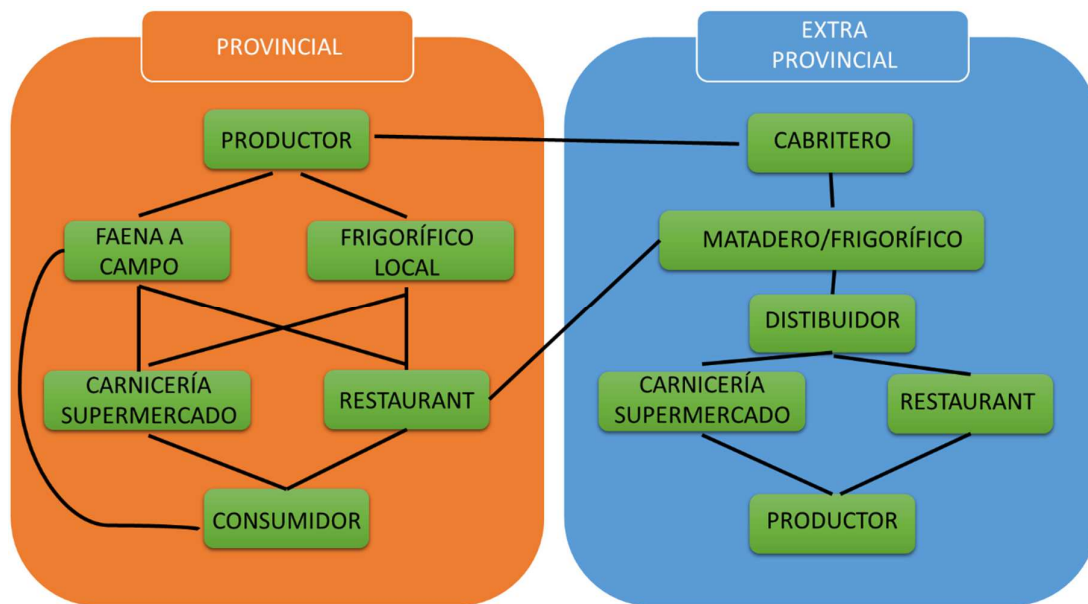 PROVINCIAL
PRODUCTOR
FAENA A
CAMPO
FRIGORÍFICO
LOCAL
CARNICERÍA
SUPERMERCADO
RESTAURANT
CONSUMIDOR
EXTRA
PROVINCIAL
CABRITERO
MATADERO/FRIGORÍFICO
DISTIBUIDOR
CARNICERÍA
SUPERMERCADO
RESTAURANT
PRODUCTOR